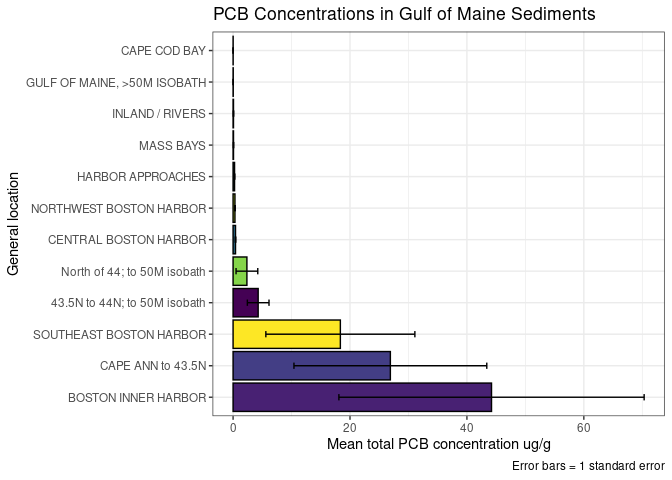 PCB Concentrations in Gulf of Maine Sediments
General location
CAPE COD BAY
GULF OF MAINE, >50M ISOBATH
INLAND / RIVERS
MASS BAYS
HARBOR APPROACHES
NORTHWEST BOSTON HARBOR
CENTRAL BOSTON HARBOR
North of 44; to 50M isobath
43.5N to 44N; to 50M isobath
SOUTHEAST BOSTON HARBOR
CAPE ANN to 43.5N
BOSTON INNER HARBOR
0 20 40 60
Mean total PCB concentration ug/g
Error bars = 1 standard error